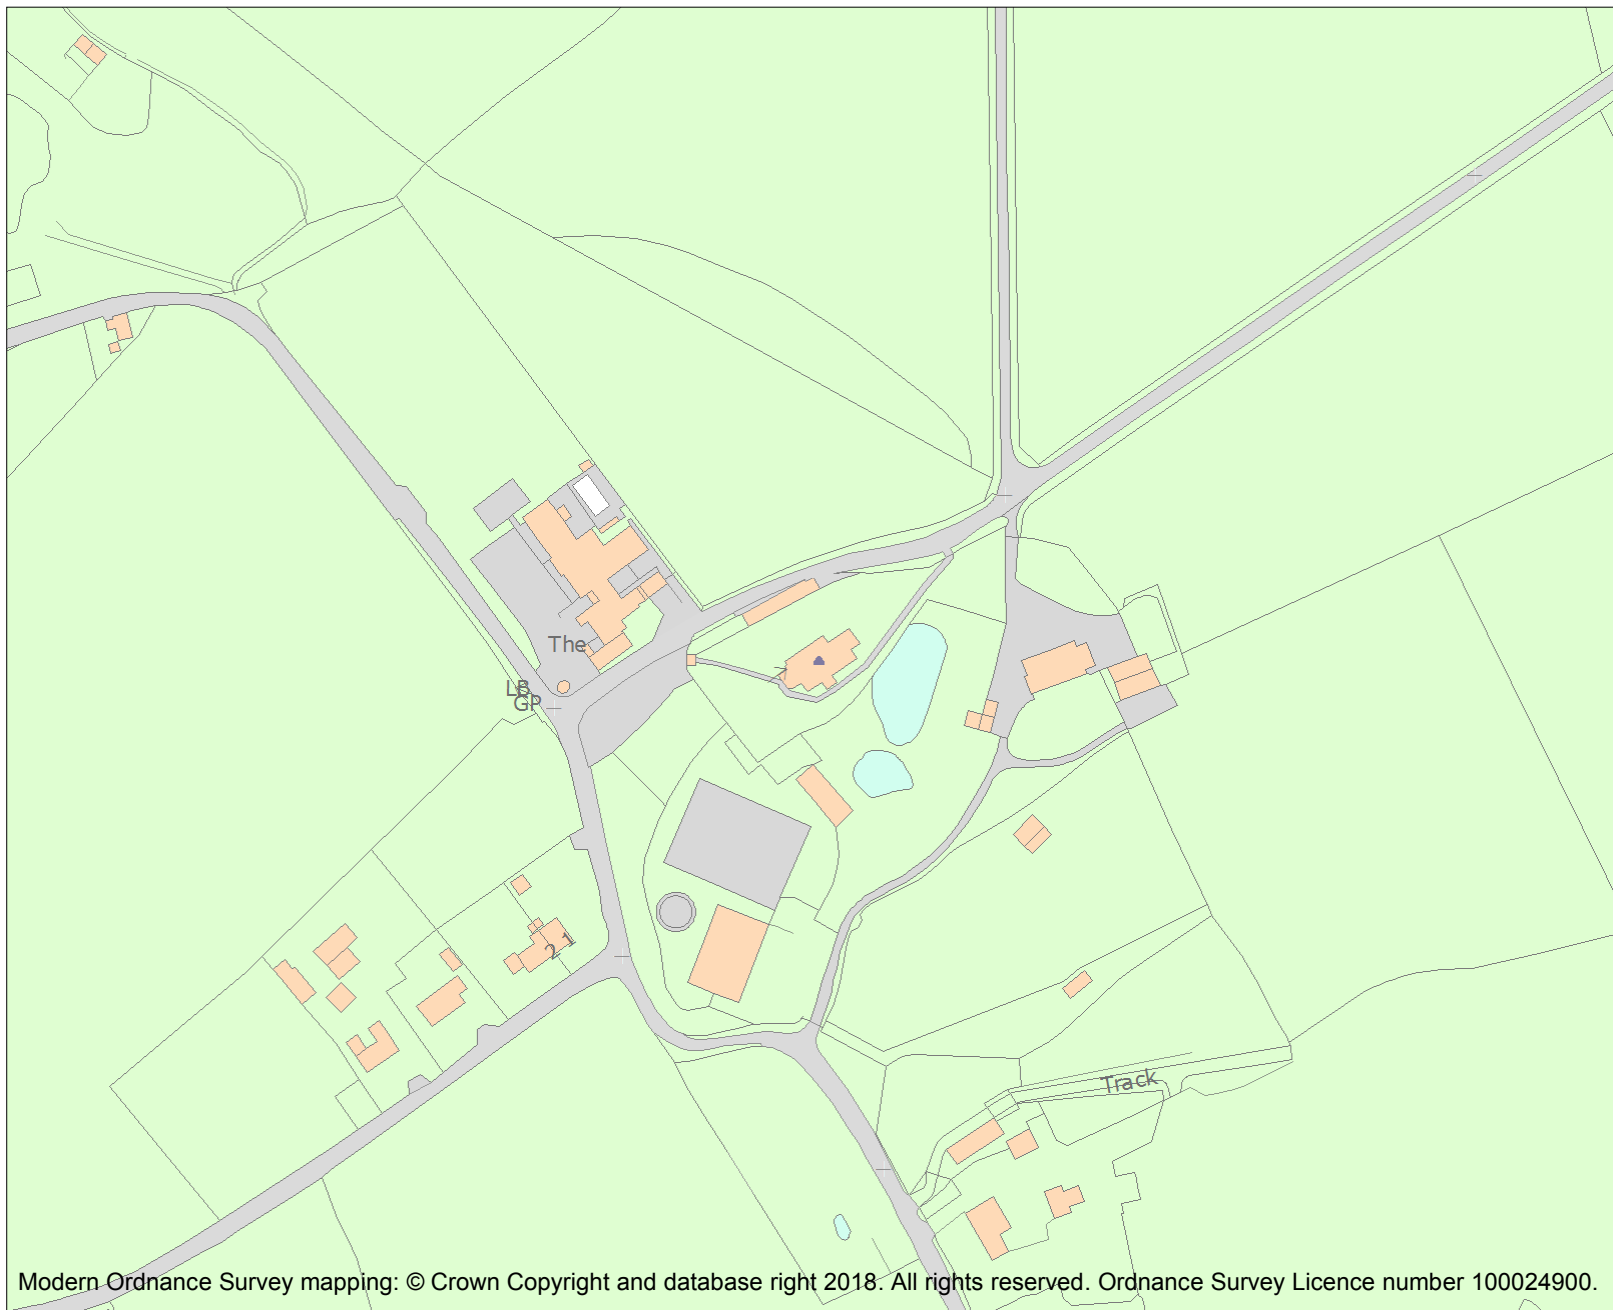 The
LB
GP
2 1
Track
Modern Ordnance Survey mapping: © Crown Copyright and database right 2018. All rights reserved. Ordnance Survey Licence number 100024900.